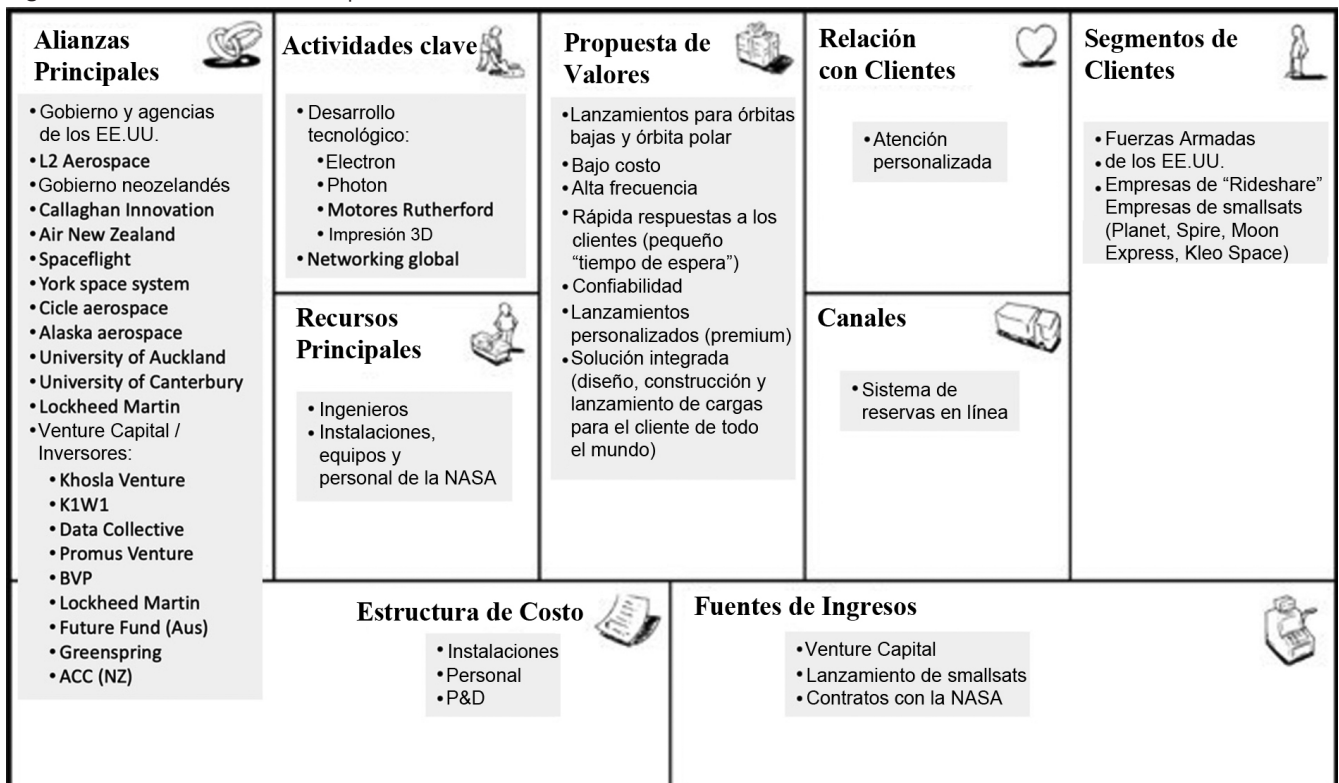 Alianzas
Principales
• Gobierno y agencias
de los EE.UU.
• L2 Aerospace
• Gobierno neozelandés
• Callaghan Innovation
• Air New Zealand
• Spaceflight
• York space system
• Cicle aerospace
• Alaska aerospace
• University of Auckland
• University of Canterbury
• Lockheed Martin
• Venture Capital /
Inversores:
• Khosla Venture
• K1W1
• Data Collective
• Promus Venture
• BVP
• Lockheed Martin
• Future Fund (Aus)
• Greenspring
• ACC (NZ)
Actividades clave
• Desarrollo
tecnológico:
• Electron
• Photon
• Motores Rutherford
• Impresión 3D
• Networking global
Recursos
Principales
• Ingenieros
• Instalaciones,
equipos y
personal de la NASA
Propuesta de
Valores
• Lanzamientos para órbitas
bajas y órbita polar
• Bajo costo
• Alta frecuencia
• Rápida respuestas a los
clientes (pequeño
“tiempo de espera”)
• Confiabilidad
• Lanzamientos
personalizados (premium)
• Solución integrada
(diseño, construcción y
lanzamiento de cargas
para el cliente de todo
el mundo)
Relación
con Clientes
• Atención
personalizada
Canales
• Sistema de
reservas en línea
Segmentos de
Clientes
• Fuerzas Armadas
• de los EE.UU.
• Empresas de “Rideshare”
Empresas de smallsats
(Planet, Spire, Moon
Express, Kleo Space)
Estructura de Costo
• Instalaciones
• Personal
• P&D
Fuentes de Ingresos
• Venture Capital
• Lanzamiento de smallsats
• Contratos con la NASA